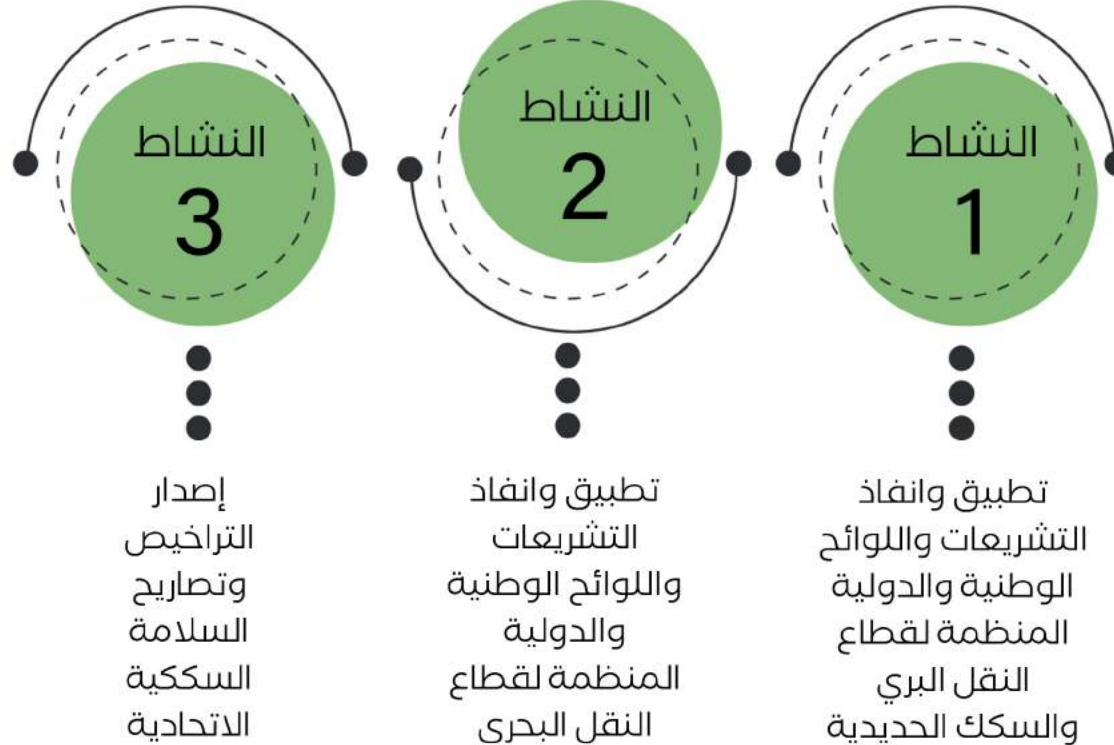 النشاط
1
تطبيق وانفاذ
التشريعات واللوائح
الوطنية والدولية
المنظمة لقطاع
النقل البري
والسكك الحديدية
النشاط
2
تطبيق وانفاذ
التشريعات
واللوائح الوطنية
والدولية
المنظمة لقطاع
النقل البحري
النشاط
3
إصدار
التراخيص
وتصاريح
السلامة
السككية
الاتحادية